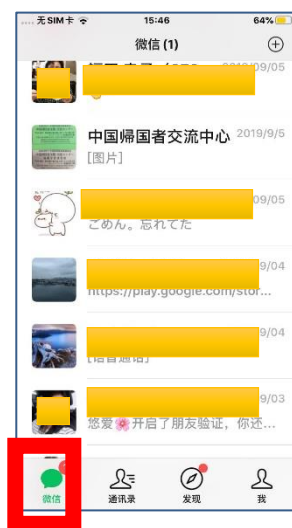 无SIM卡 15:46 64%
微信 (1)
09/05
中国帰国者交流中心 2019/9/5
[图片]
09/05
ごめん。忘れてた
9/04
https://play.google.com/stor...
9/04
[语音通话]
9/03
悠爱🌸开启了朋友验证，你还...
微信 通讯录 发现 我